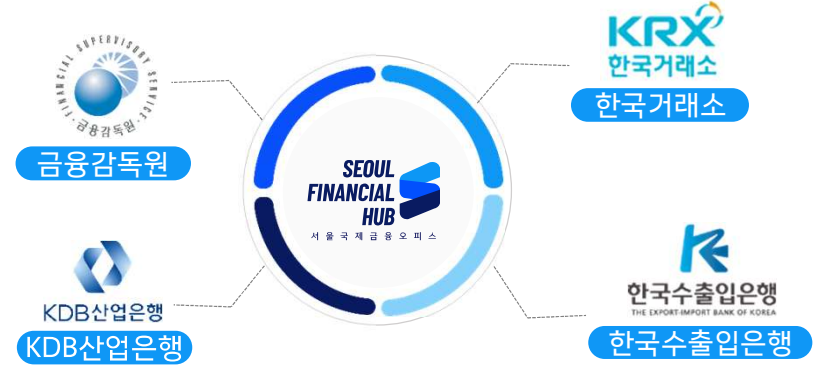 FINANCIAL SUPERVISORY SERVICE
· 금융감독원 ·
금융감독원
KRX
한국거래소
한국거래소
SEOUL
FINANCIAL
HUB
서울국제금융오피스
KDB산업은행
KDB산업은행
한국수출입은행
THE EXPORT-IMPORT BANK OF KOREA
한국수출입은행